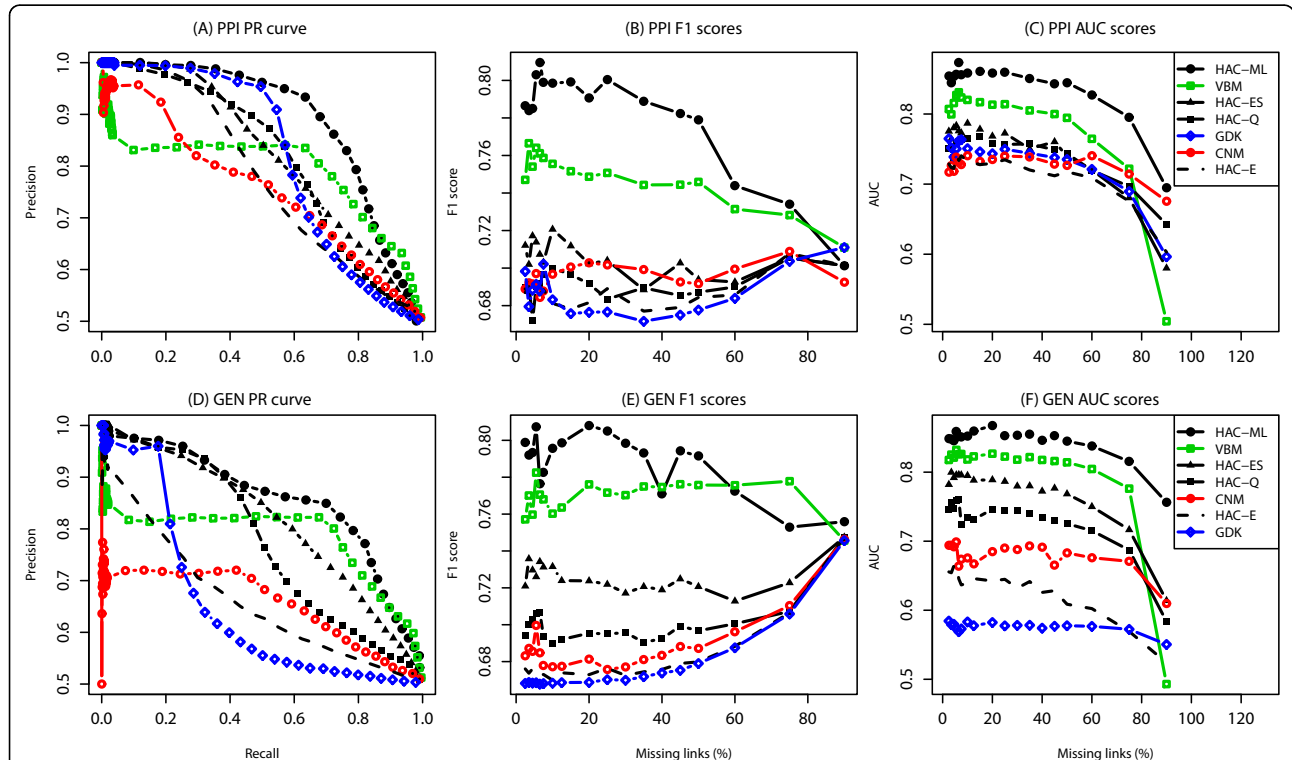 (A) PPI PR curve
(B) PPI F1 scores
(C) PPI AUC scores
Precision
1.0
0.9
0.8
0.7
0.6
0.5
0.0 0.2 0.4 0.6 0.8 1.0
F1 score
0.80
0.76
0.72
0.68
0 20 40 60 80 100
AUC
0.8
0.7
0.6
0.5
0 20 40 60 80 100 120
HAC−ML
VBM
HAC−ES
HAC−Q
GDK
CNM
HAC−E
(D) GEN PR curve
(E) GEN F1 scores
(F) GEN AUC scores
Precision
1.0
0.9
0.8
0.7
0.6
0.5
0.0 0.2 0.4 0.6 0.8 1.0
Recall
F1 score
0.80
0.76
0.72
0.68
0 20 40 60 80 100
Missing links (%)
AUC
0.8
0.7
0.6
0.5
0 20 40 60 80 100 120
Missing links (%)
HAC−ML
VBM
HAC−ES
HAC−Q
CNM
HAC−E
GDK